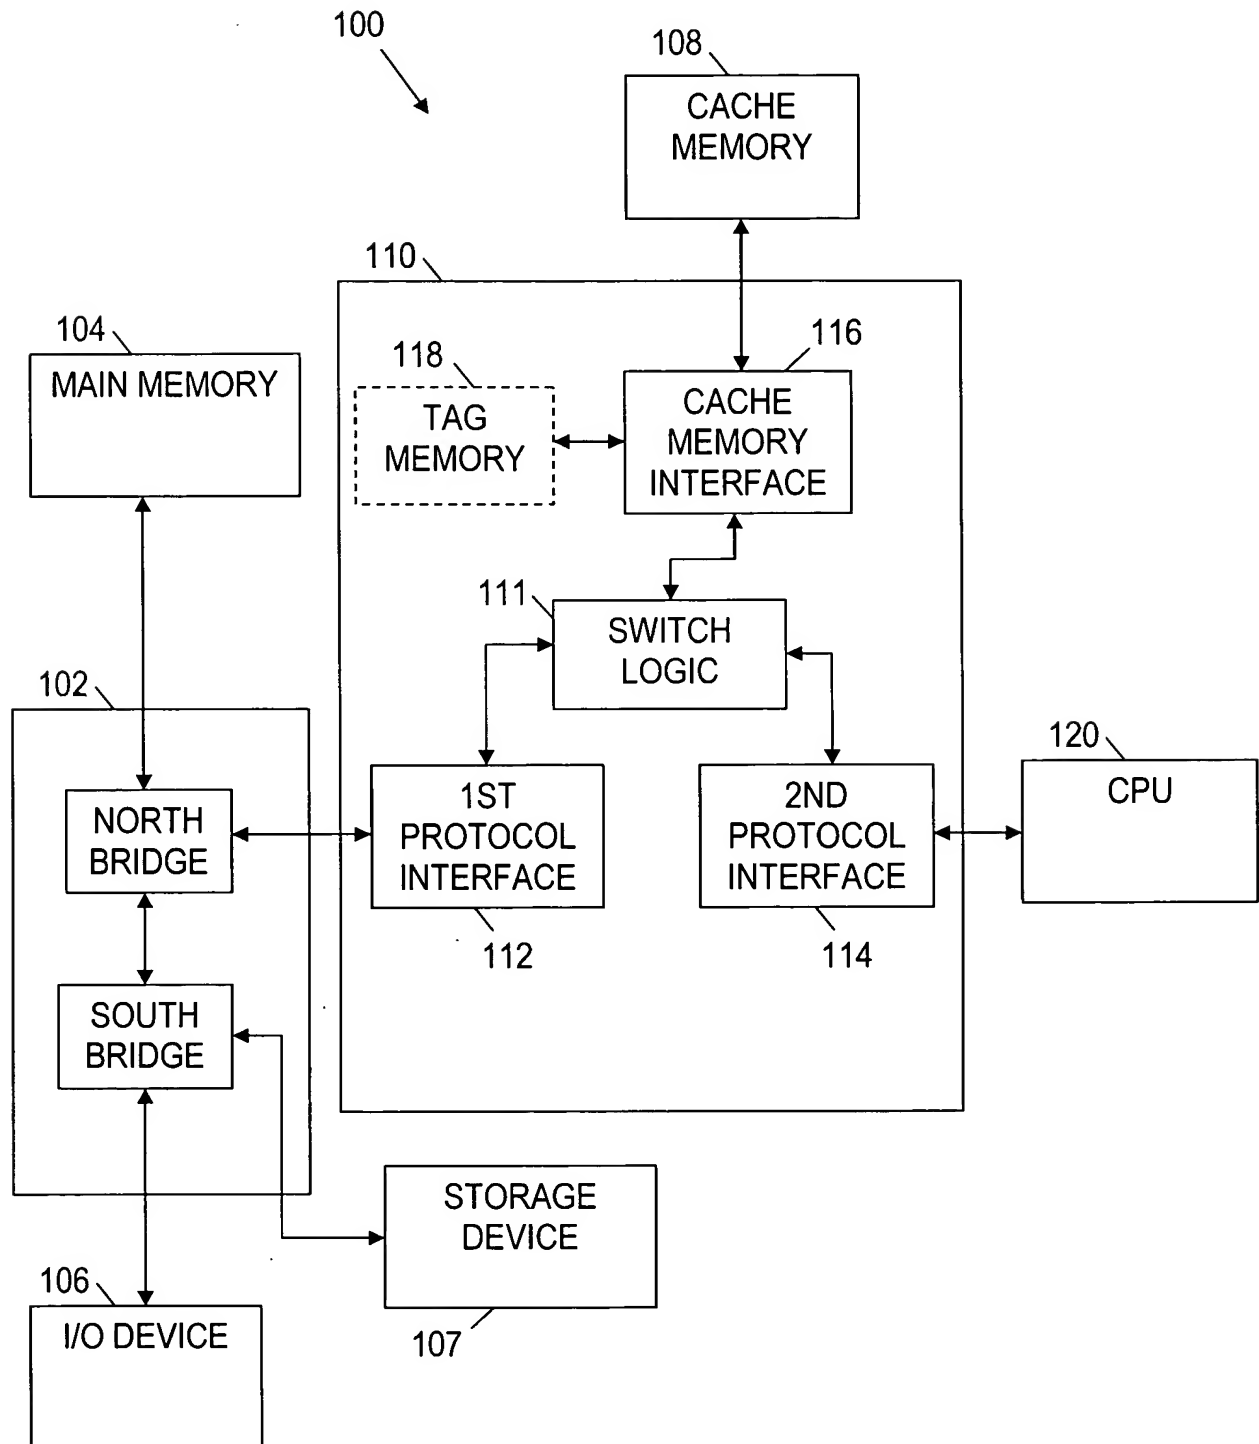 100
108
CACHE
MEMORY
110
104
MAIN MEMORY
118
TAG
MEMORY
116
CACHE
MEMORY
INTERFACE
111
SWITCH
LOGIC
102
NORTH
BRIDGE
1ST
PROTOCOL
INTERFACE
112
2ND
PROTOCOL
INTERFACE
114
120
CPU
SOUTH
BRIDGE
STORAGE
DEVICE
107
106
I/O DEVICE